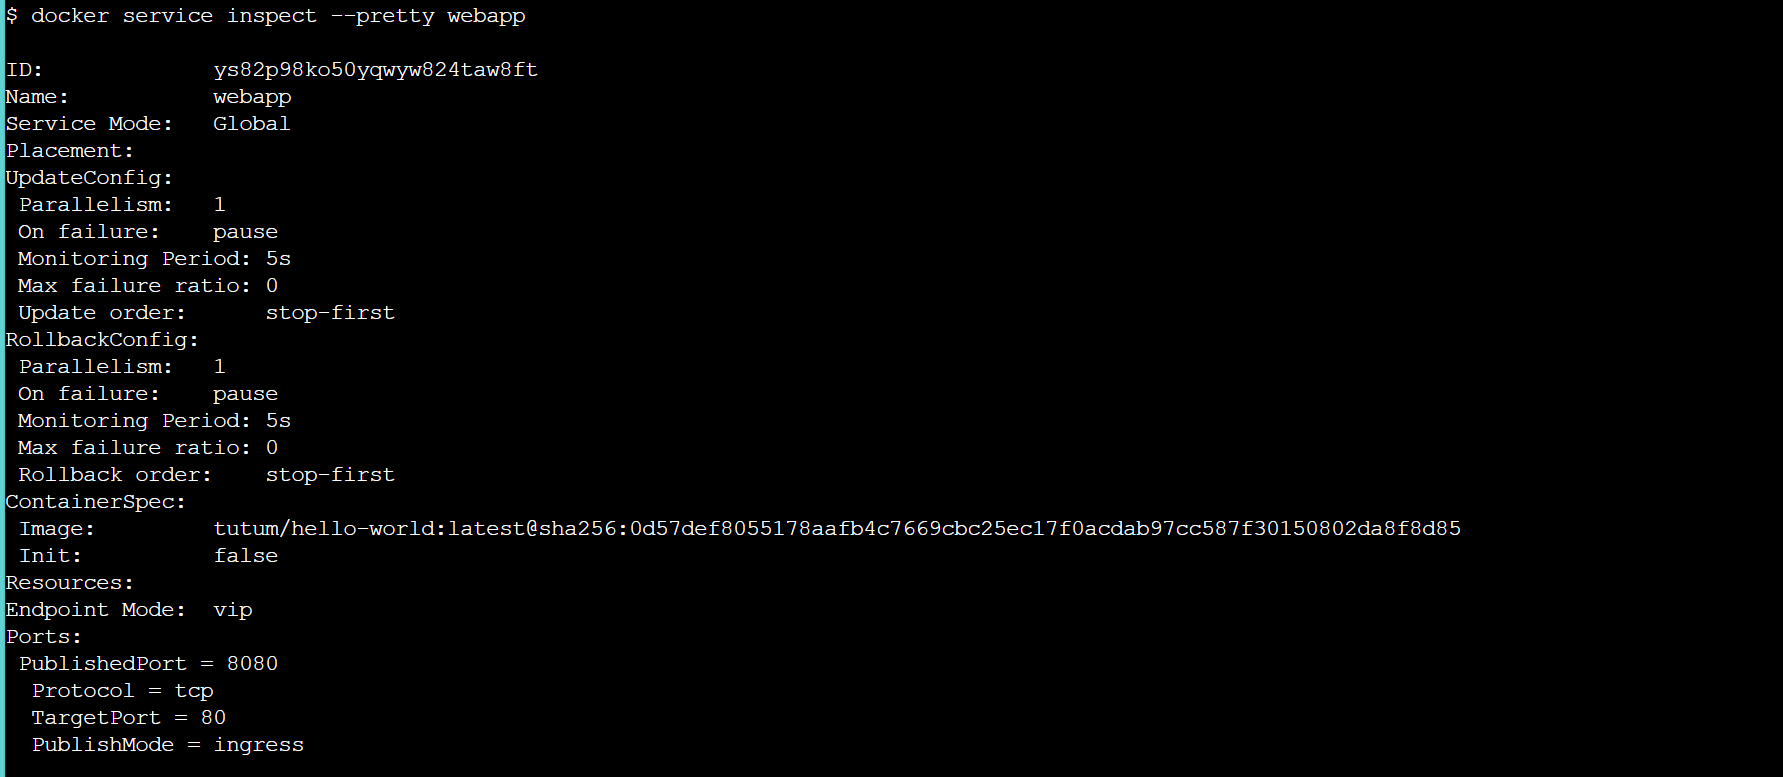 $ docker service inspect --pretty webapp
ID: ys82p98ko50yqwyw824taw8ft
Name: webapp
Service Mode: Global
Placement:
UpdateConfig:
Parallelism: 1
On failure: pause
Monitoring Period: 5s
Max failure ratio: 0
Update order: stop-first
RollbackConfig:
Parallelism: 1
On failure: pause
Monitoring Period: 5s
Max failure ratio: 0
Rollback order: stop-first
ContainerSpec:
Image: tutum/hello-world:latest@sha256:0d57def8055178aafb4c7669cbc25ec17f0acdab97cc587f30150802da8f8d85
Init: false
Resources:
Endpoint Mode: vip
Ports:
PublishedPort = 8080
Protocol = tcp
TargetPort = 80
PublishMode = ingress